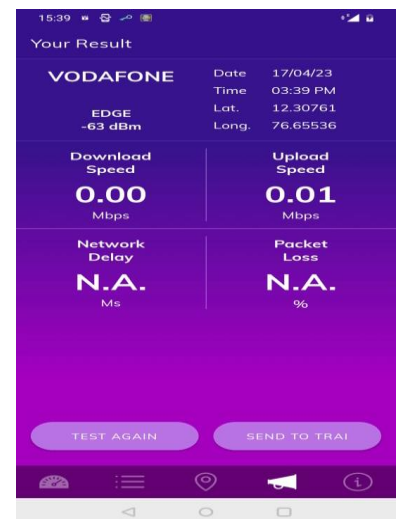 15:39
Your Result
VODAFONE
EDGE
-63 dBm
Date 17/04/23
Time 03:39 PM
Lat. 12.30761
Long. 76.65536
Download
Speed
0.00
Mbps
Upload
Speed
0.01
Mbps
Network
Delay
N.A.
Ms
Packet
Loss
N.A.
%
TEST AGAIN
SEND TO TRAI